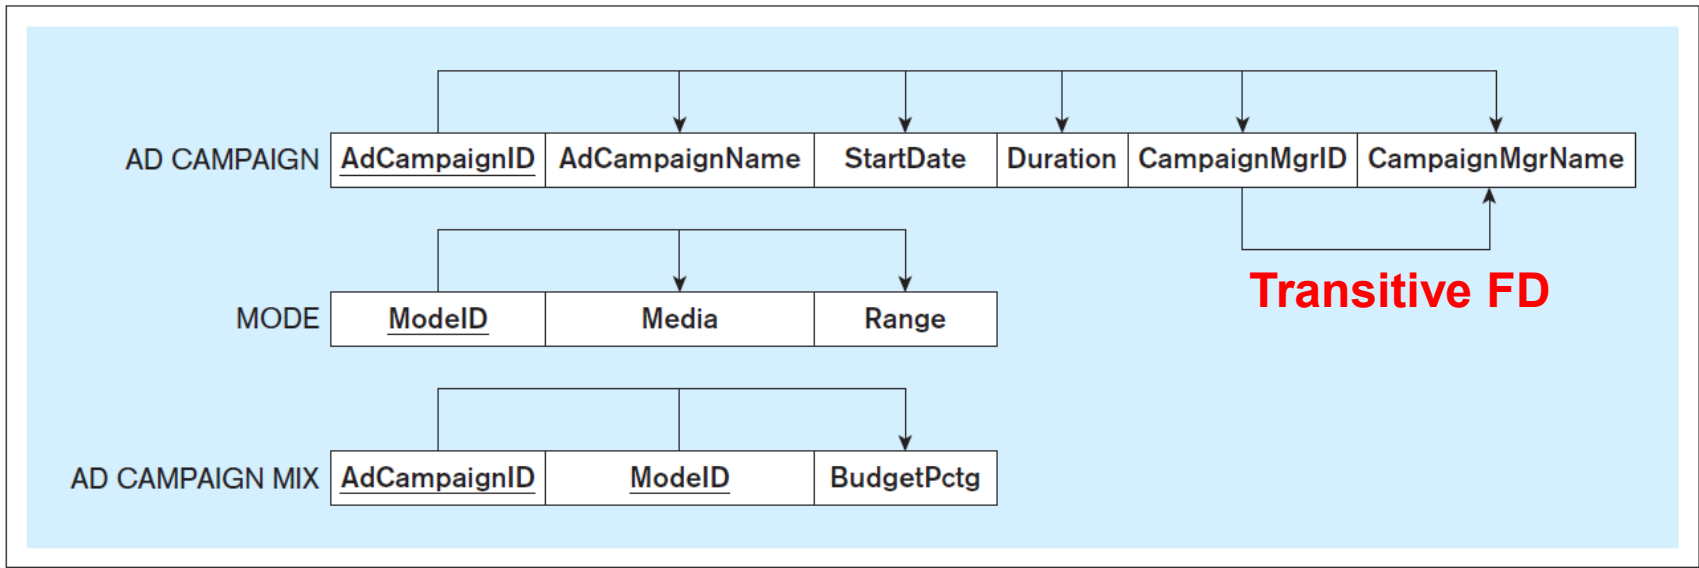 AD CAMPAIGN AdCampaignID AdCampaignName StartDate Duration CampaignMgrID CampaignMgrName
Transitive FD
MODE ModeID Media Range
AD CAMPAIGN MIX AdCampaignID ModeID BudgetPctg